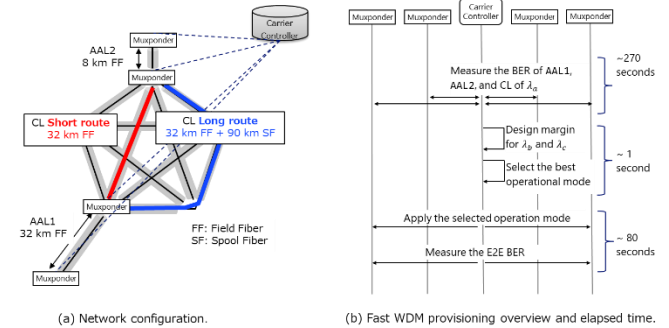 Muxponder
Carrier
Controller
AAL2
8 km FF
Muxponder
CL Short route
32 km FF
CL Long route
32 km FF + 90 km SF
Muxponder
AAL1
32 km FF
FF: Field Fiber
SF: Spool Fiber
Muxponder
(a) Network configuration.
Muxponder
Muxponder
Carrier
Controller
Muxponder
Muxponder
Measure the BER of AAL1,
AAL2, and CL of λa
~270
seconds
Design margin
for λb and λc
Select the best
operational mode
~ 1
second
Apply the selected operation mode
Measure the E2E BER
~ 80
seconds
(b) Fast WDM provisioning overview and elapsed time.